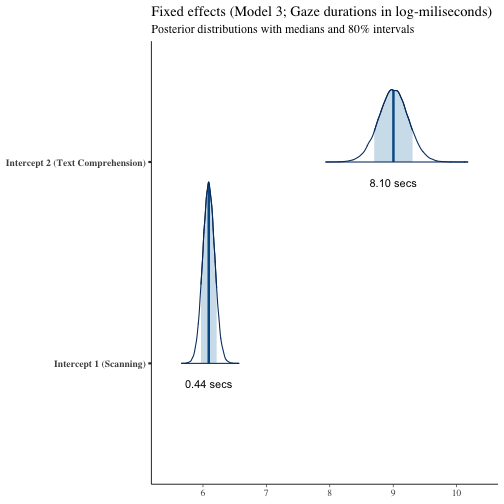 Fixed effects (Model 3; Gaze durations in log-miliseconds)
Posterior distributions with medians and 80% intervals
Intercept 2 (Text Comprehension)
8.10 secs
Intercept 1 (Scanning)
0.44 secs
6 7 8 9 10